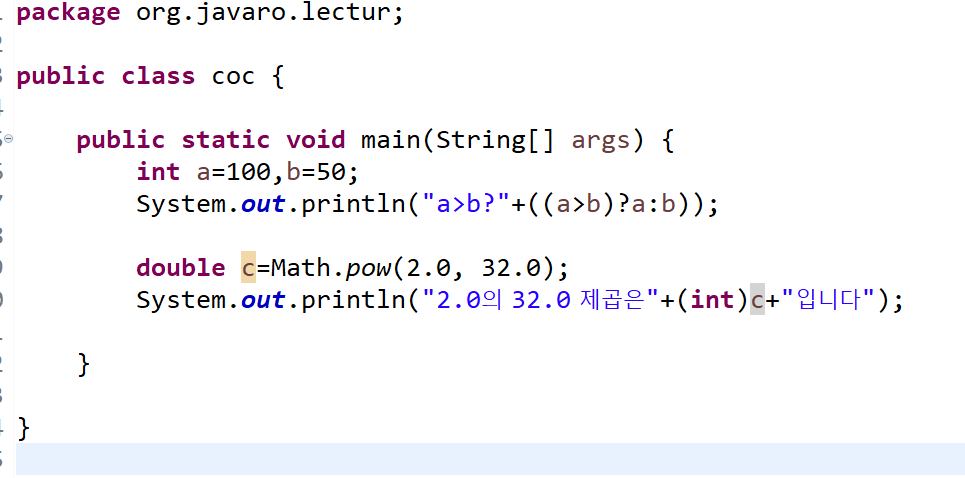 package org.javaro.lectur;
public class coc {
public static void main(String[] args) {
int a=100,b=50;
System.out.println("a>b?"+((a>b)?a:b));
double c=Math.pow(2.0, 32.0);
System.out.println("2.0의 32.0 제곱은"+(int)c+"입니다");
}
}